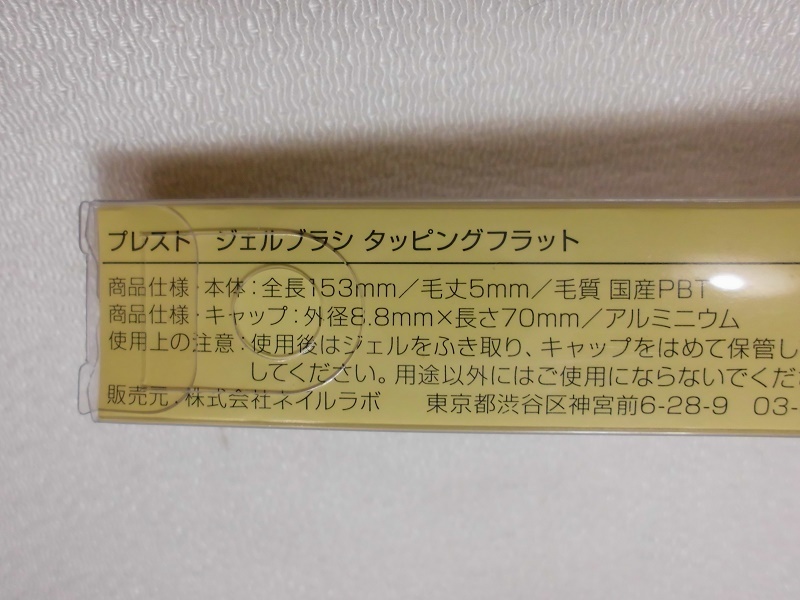 プレスト　ジェルブラシ タッピングフラット
商品仕様・本体：全長153mm／毛丈5mm／毛質 国産PBT
商品仕様・キャップ：外径8.8mm×長さ70mm／アルミニウム
使用上の注意：使用後はジェルをふき取り、キャップをはめて保管し
してください。用途以外にはご使用にならないでくだ
販売元：株式会社ネイルラボ　東京都渋谷区神宮前6-28-9　03-